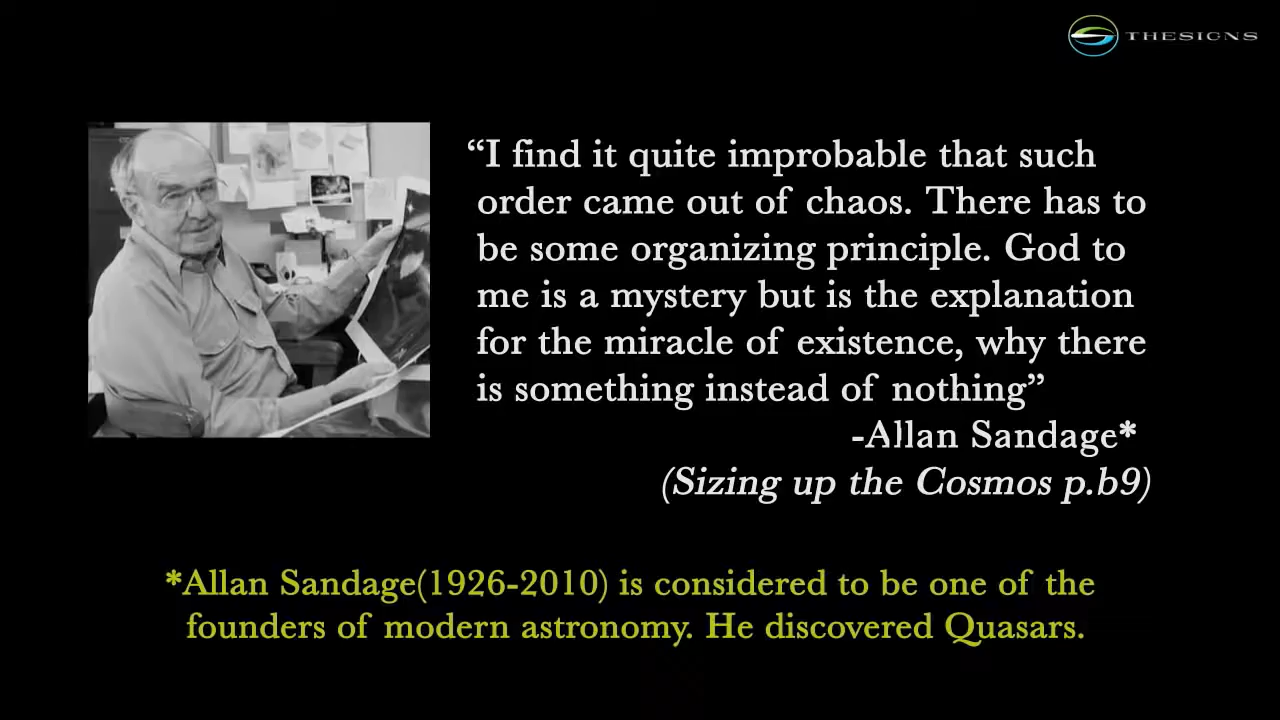 THESIGNS
“I find it quite improbable that such
order came out of chaos. There has to
be some organizing principle. God to
me is a mystery but is the explanation
for the miracle of existence, why there
is something instead of nothing”
-Allan Sandage*
(Sizing up the Cosmos p.b9)
*Allan Sandage(1926-2010) is considered to be one of the
founders of modern astronomy. He discovered Quasars.